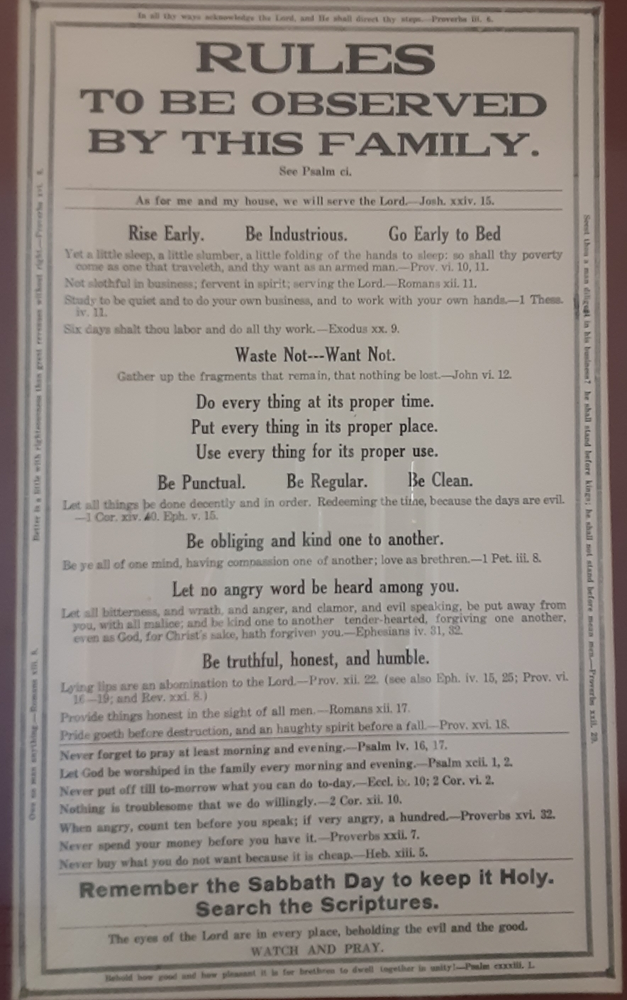 In all thy ways acknowledge the Lord, and He shall direct thy steps.—Proverbs iii. 6.
RULES
TO BE OBSERVED
BY THIS FAMILY.
See Psalm ci.
As for me and my house, we will serve the Lord.—Josh. xxiv. 15.
Rise Early. Be Industrious. Go Early to Bed
Yet a little sleep, a little slumber, a little folding of the hands to sleep: so shall thy poverty
come as one that traveleth, and thy want as an armed man.—Prov. vi. 10, 11.
Not slothful in business; fervent in spirit; serving the Lord.—Romans xii. 11.
Study to be quiet and to do your own business, and to work with your own hands.—1 Thess.
iv. 11.
Six days shalt thou labor and do all thy work.—Exodus xx. 9.
Waste Not---Want Not.
Gather up the fragments that remain, that nothing be lost.—John vi. 12.
Do every thing at its proper time.
Put every thing in its proper place.
Use every thing for its proper use.
Be Punctual. Be Regular. Be Clean.
Let all things be done decently and in order. Redeeming the time, because the days are evil.
—1 Cor. xiv. 40. Eph. v. 15.
Be obliging and kind one to another.
Be ye all of one mind, having compassion one of another; love as brethren.—1 Pet. iii. 8.
Let no angry word be heard among you.
Let all bitterness, and wrath, and anger, and clamor, and evil speaking, be put away from
you, with all malice; and be kind one to another tender-hearted, forgiving one another,
even as God, for Christ's sake, hath forgiven you.—Ephesians iv. 31, 32.
Be truthful, honest, and humble.
Lying lips are an abomination to the Lord.—Prov. xii. 22. (see also Eph. iv. 15, 25; Prov. vi.
16—19; and Rev. xxi. 8.)
Provide things honest in the sight of all men.—Romans xii. 17.
Pride goeth before destruction, and an haughty spirit before a fall.—Prov. xvi. 18.
Never forget to pray at least morning and evening.—Psalm lv. 16, 17.
Let God be worshiped in the family every morning and evening.—Psalm xcii. 1, 2.
Never put off till to-morrow what you can do to-day.—Eccl. ix. 10; 2 Cor. vi. 2.
Nothing is troublesome that we do willingly.—2 Cor. xii. 10.
When angry, count ten before you speak; if very angry, a hundred.—Proverbs xvi. 32.
Never spend your money before you have it.—Proverbs xxii. 7.
Never buy what you do not want because it is cheap.—Heb. xiii. 5.
Remember the Sabbath Day to keep it Holy.
Search the Scriptures.
The eyes of the Lord are in every place, beholding the evil and the good.
WATCH AND PRAY.
Behold how good and how pleasant it is for brethren to dwell together in unity!—Psalm cxxxiii. 1.
Owe no man anything.—Romans xiii. 8.
Better is a little with righteousness than great revenues without right.—Proverbs xvi. 8.
Seest thou a man diligent in his business? he shall stand before kings; he shall not stand before mean men.—Proverbs xxii. 29.